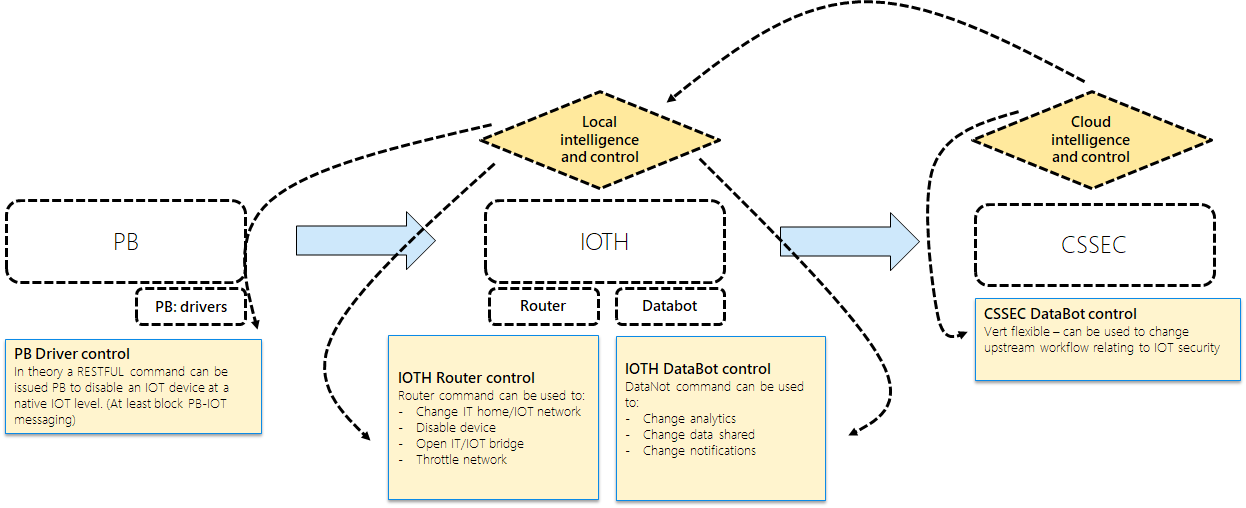 Local
intelligence
and control
Cloud
intelligence
and control
PB
IOTH
CSSEC
PB: drivers
Router
Databot
PB Driver control
In theory a RESTFUL command can be
issued PB to disable an IOT device at a
native IOT level. (At least block PB-IOT
messaging)
IOTH Router control
Router command can be used to:
- Change IT home/IOT network
- Disable device
- Open IT/IOT bridge
- Throttle network
IOTH DataBot control
DataNot command can be used
to:
- Change analytics
- Change data shared
- Change notifications
CSSEC DataBot control
Vert flexible – can be used to change
upstream workflow relating to IOT security